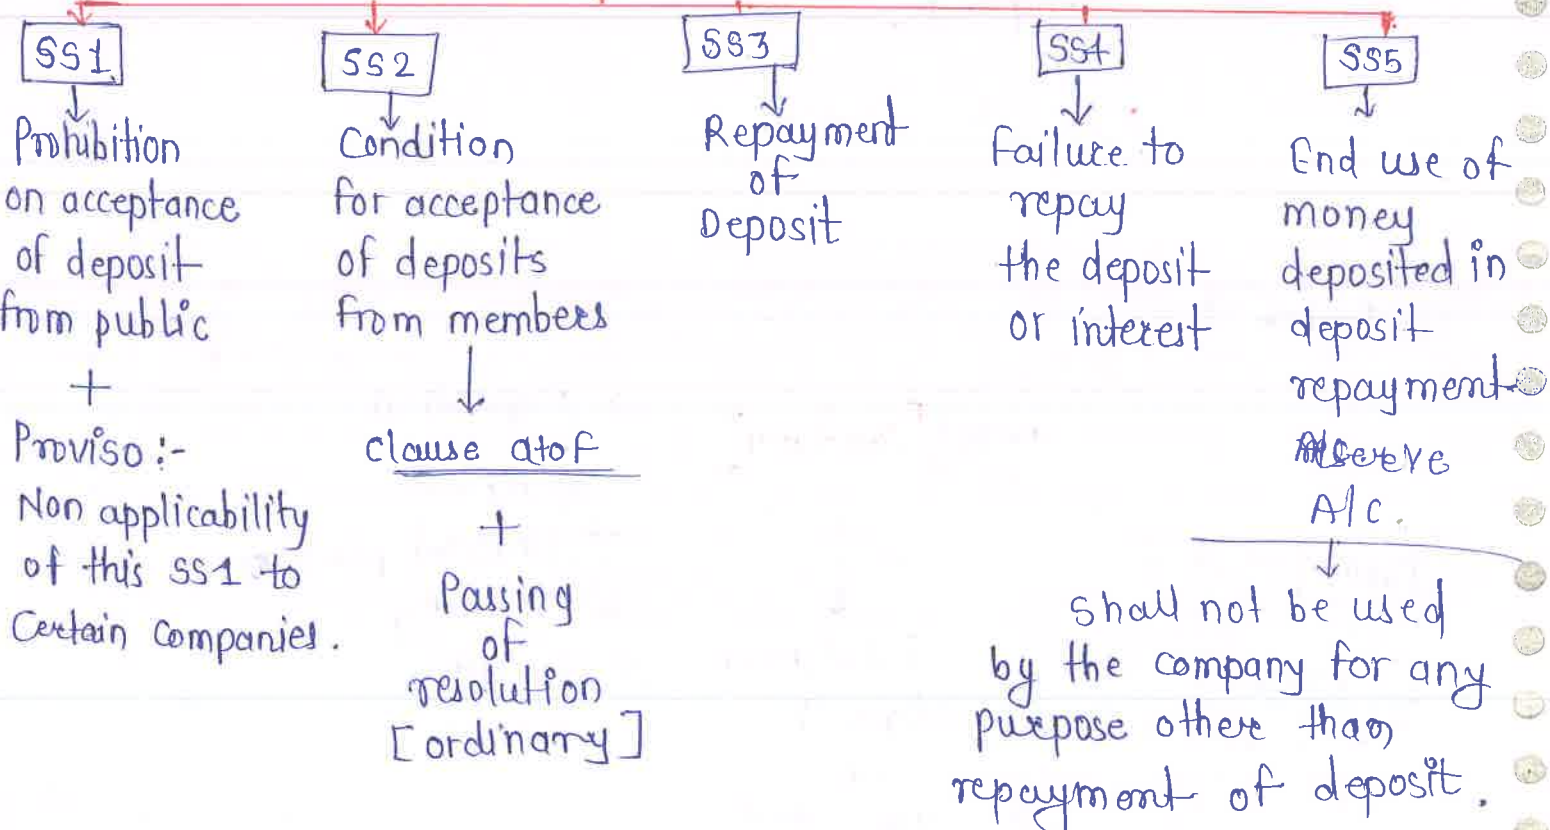 SS1
Prohibition
on acceptance
of deposit
from public
+
Proviso :-
Non applicability
of this SS1 to
Certain Companies.
SS2
Condition
for acceptance
of deposits
from members
clause a to f
+
Passing
of
resolution
[ordinary]
SS3
Repayment
of
Deposit
SS4
Failure to
repay
the deposit
or interest
SS5
End use of
money
deposited in
deposit
repayment
reserve
A/C.
shall not be used
by the company for any
purpose other than
repayment of deposit.